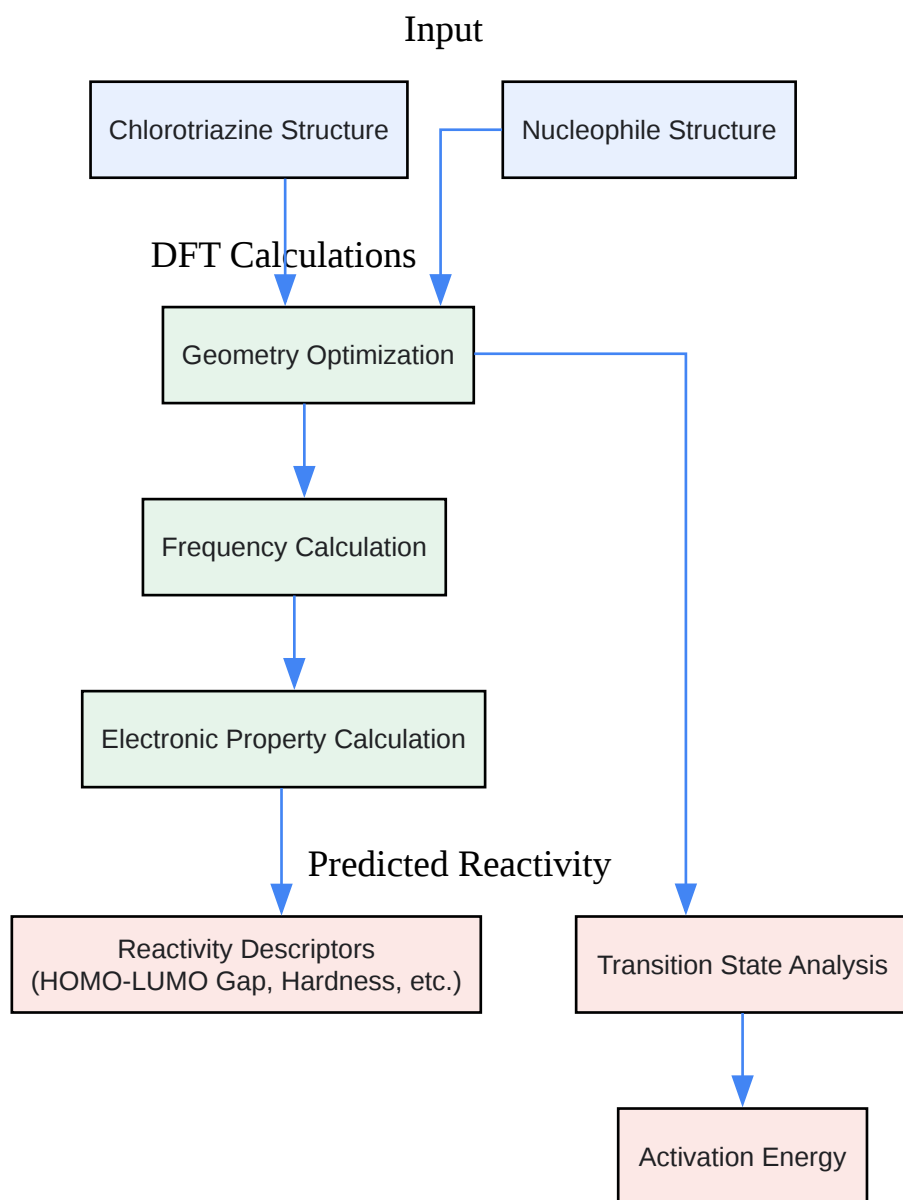 Input
Chlorotriazine Structure
Nucleophile Structure
DFT Calculations
Geometry Optimization
Frequency Calculation
Electronic Property Calculation
Predicted Reactivity
Reactivity Descriptors
(HOMO-LUMO Gap, Hardness, etc.)
Transition State Analysis
Activation Energy